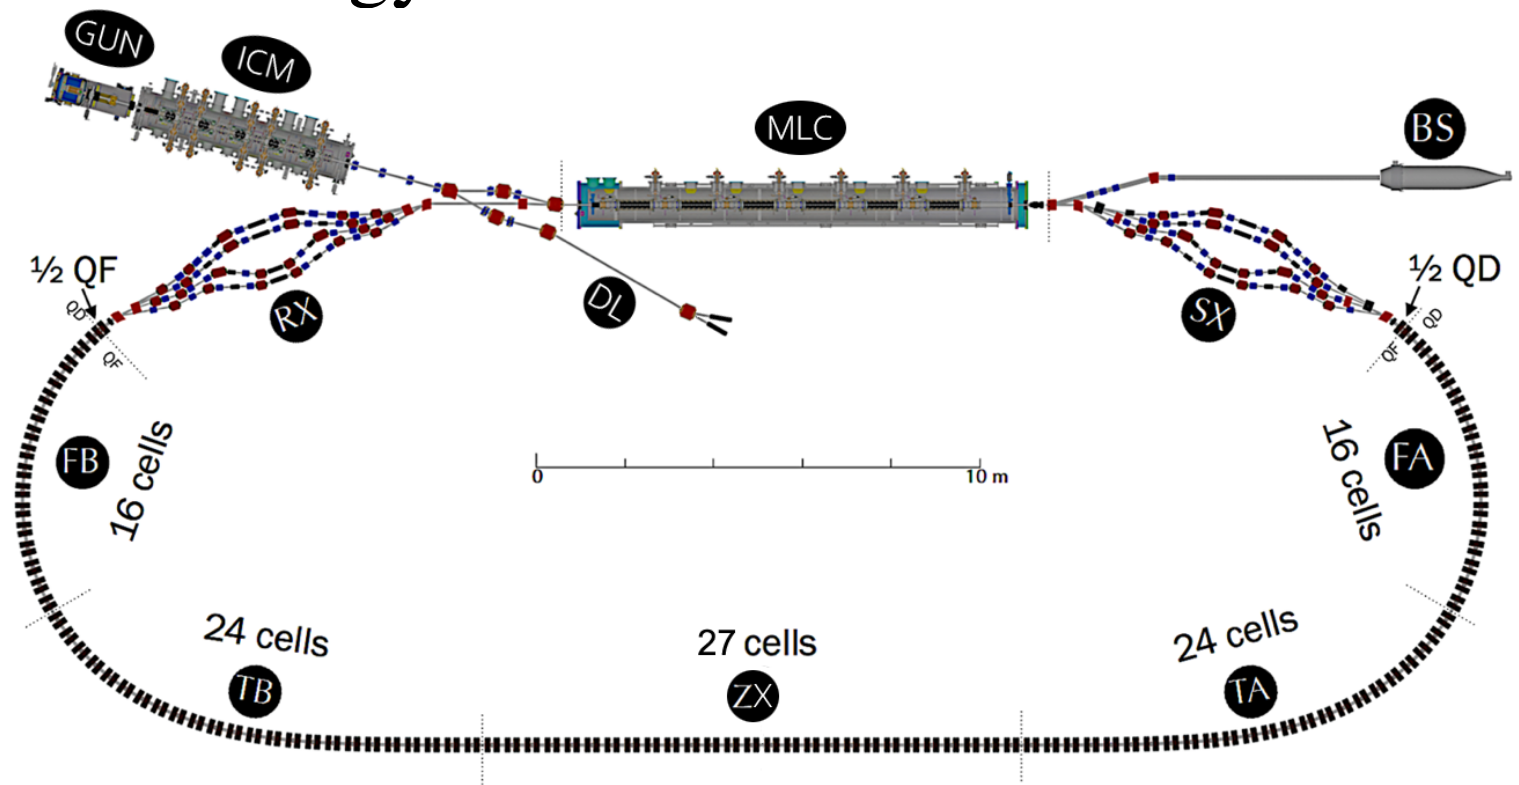 GUN
ICM
MLC
BS
½ QF
½ QD
QD
QF
RX
DL
SX
QD
QF
FB
16 cells
0
10 m
16 cells
FA
24 cells
27 cells
24 cells
TB
ZX
TA